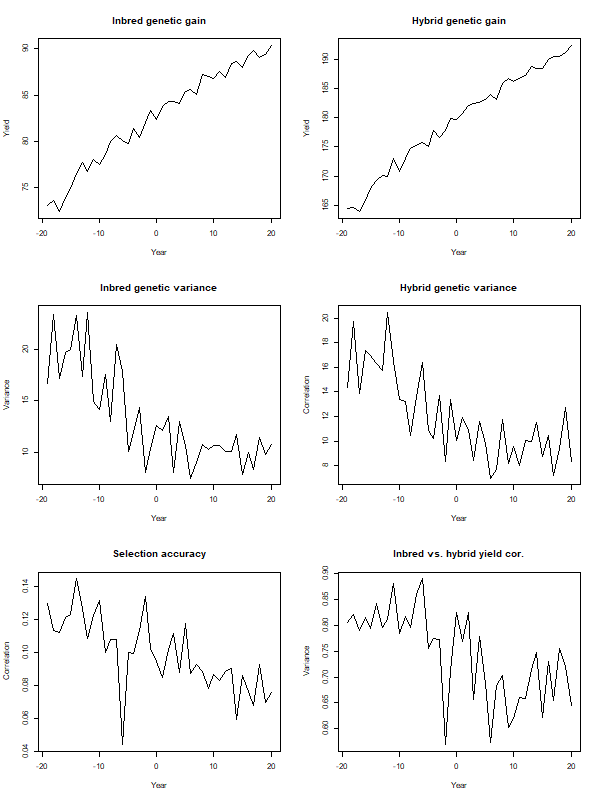 Inbred genetic gain
Yield
90
85
80
75
-20 -10 0 10 20
Year
Hybrid genetic gain
Yield
190
185
180
175
170
165
-20 -10 0 10 20
Year
Inbred genetic variance
Variance
20
15
10
-20 -10 0 10 20
Year
Hybrid genetic variance
Correlation
20
18
16
14
12
10
8
-20 -10 0 10 20
Year
Selection accuracy
Correlation
0.14
0.12
0.10
0.08
0.06
0.04
-20 -10 0 10 20
Year
Inbred vs. hybrid yield cor.
Variance
0.90
0.85
0.80
0.75
0.70
0.65
0.60
-20 -10 0 10 20
Year